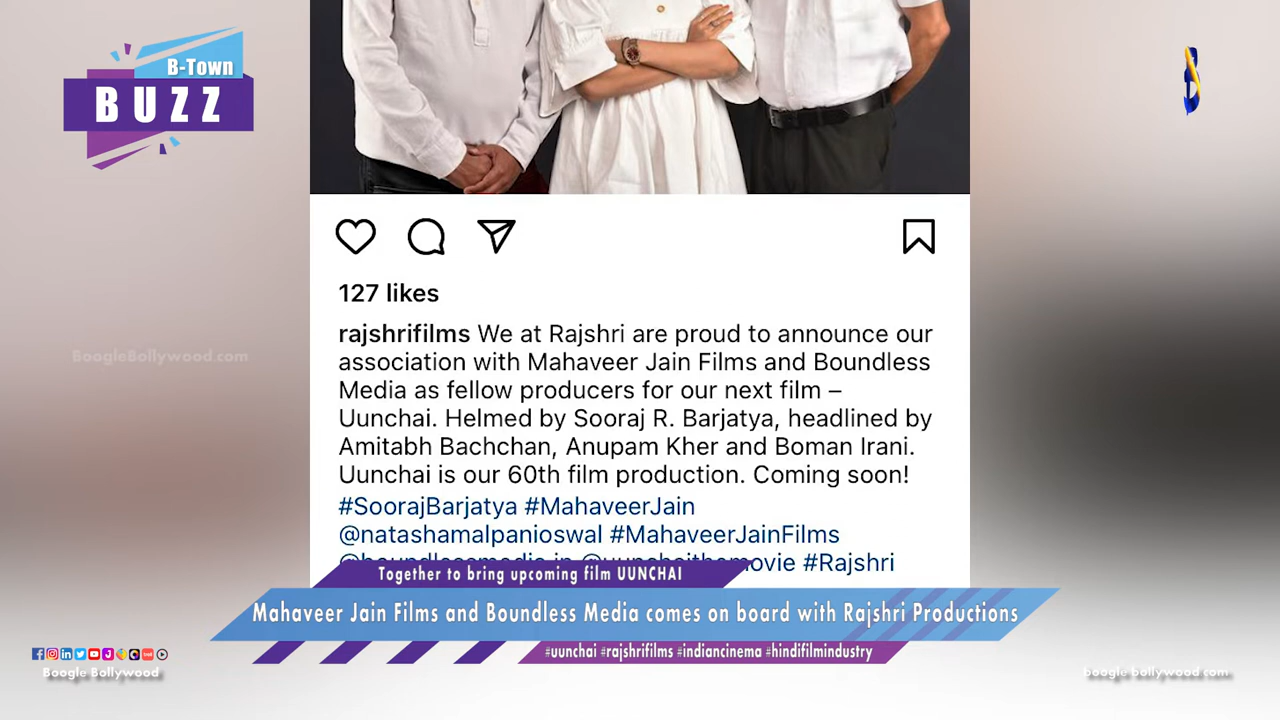 B-Town
BUZZ
BoogleBollywood.com
127 likes
rajshrifilms We at Rajshri are proud to announce our
association with Mahaveer Jain Films and Boundless
Media as fellow producers for our next film –
Uunchai. Helmed by Sooraj R. Barjatya, headlined by
Amitabh Bachchan, Anupam Kher and Boman Irani.
Uunchai is our 60th film production. Coming soon!
#SoorajBarjatya #MahaveerJain
@natashamalpanioswal #MahaveerJainFilms
@boundlessmedia.in @uunchaithemovie #Rajshri
Together to bring upcoming film UUNCHAI
Mahaveer Jain Films and Boundless Media comes on board with Rajshri Productions
#uunchai #rajshrifilms #indiancinema #hindifilmindustry
Boogle Bollywood
boogle bollywood.com